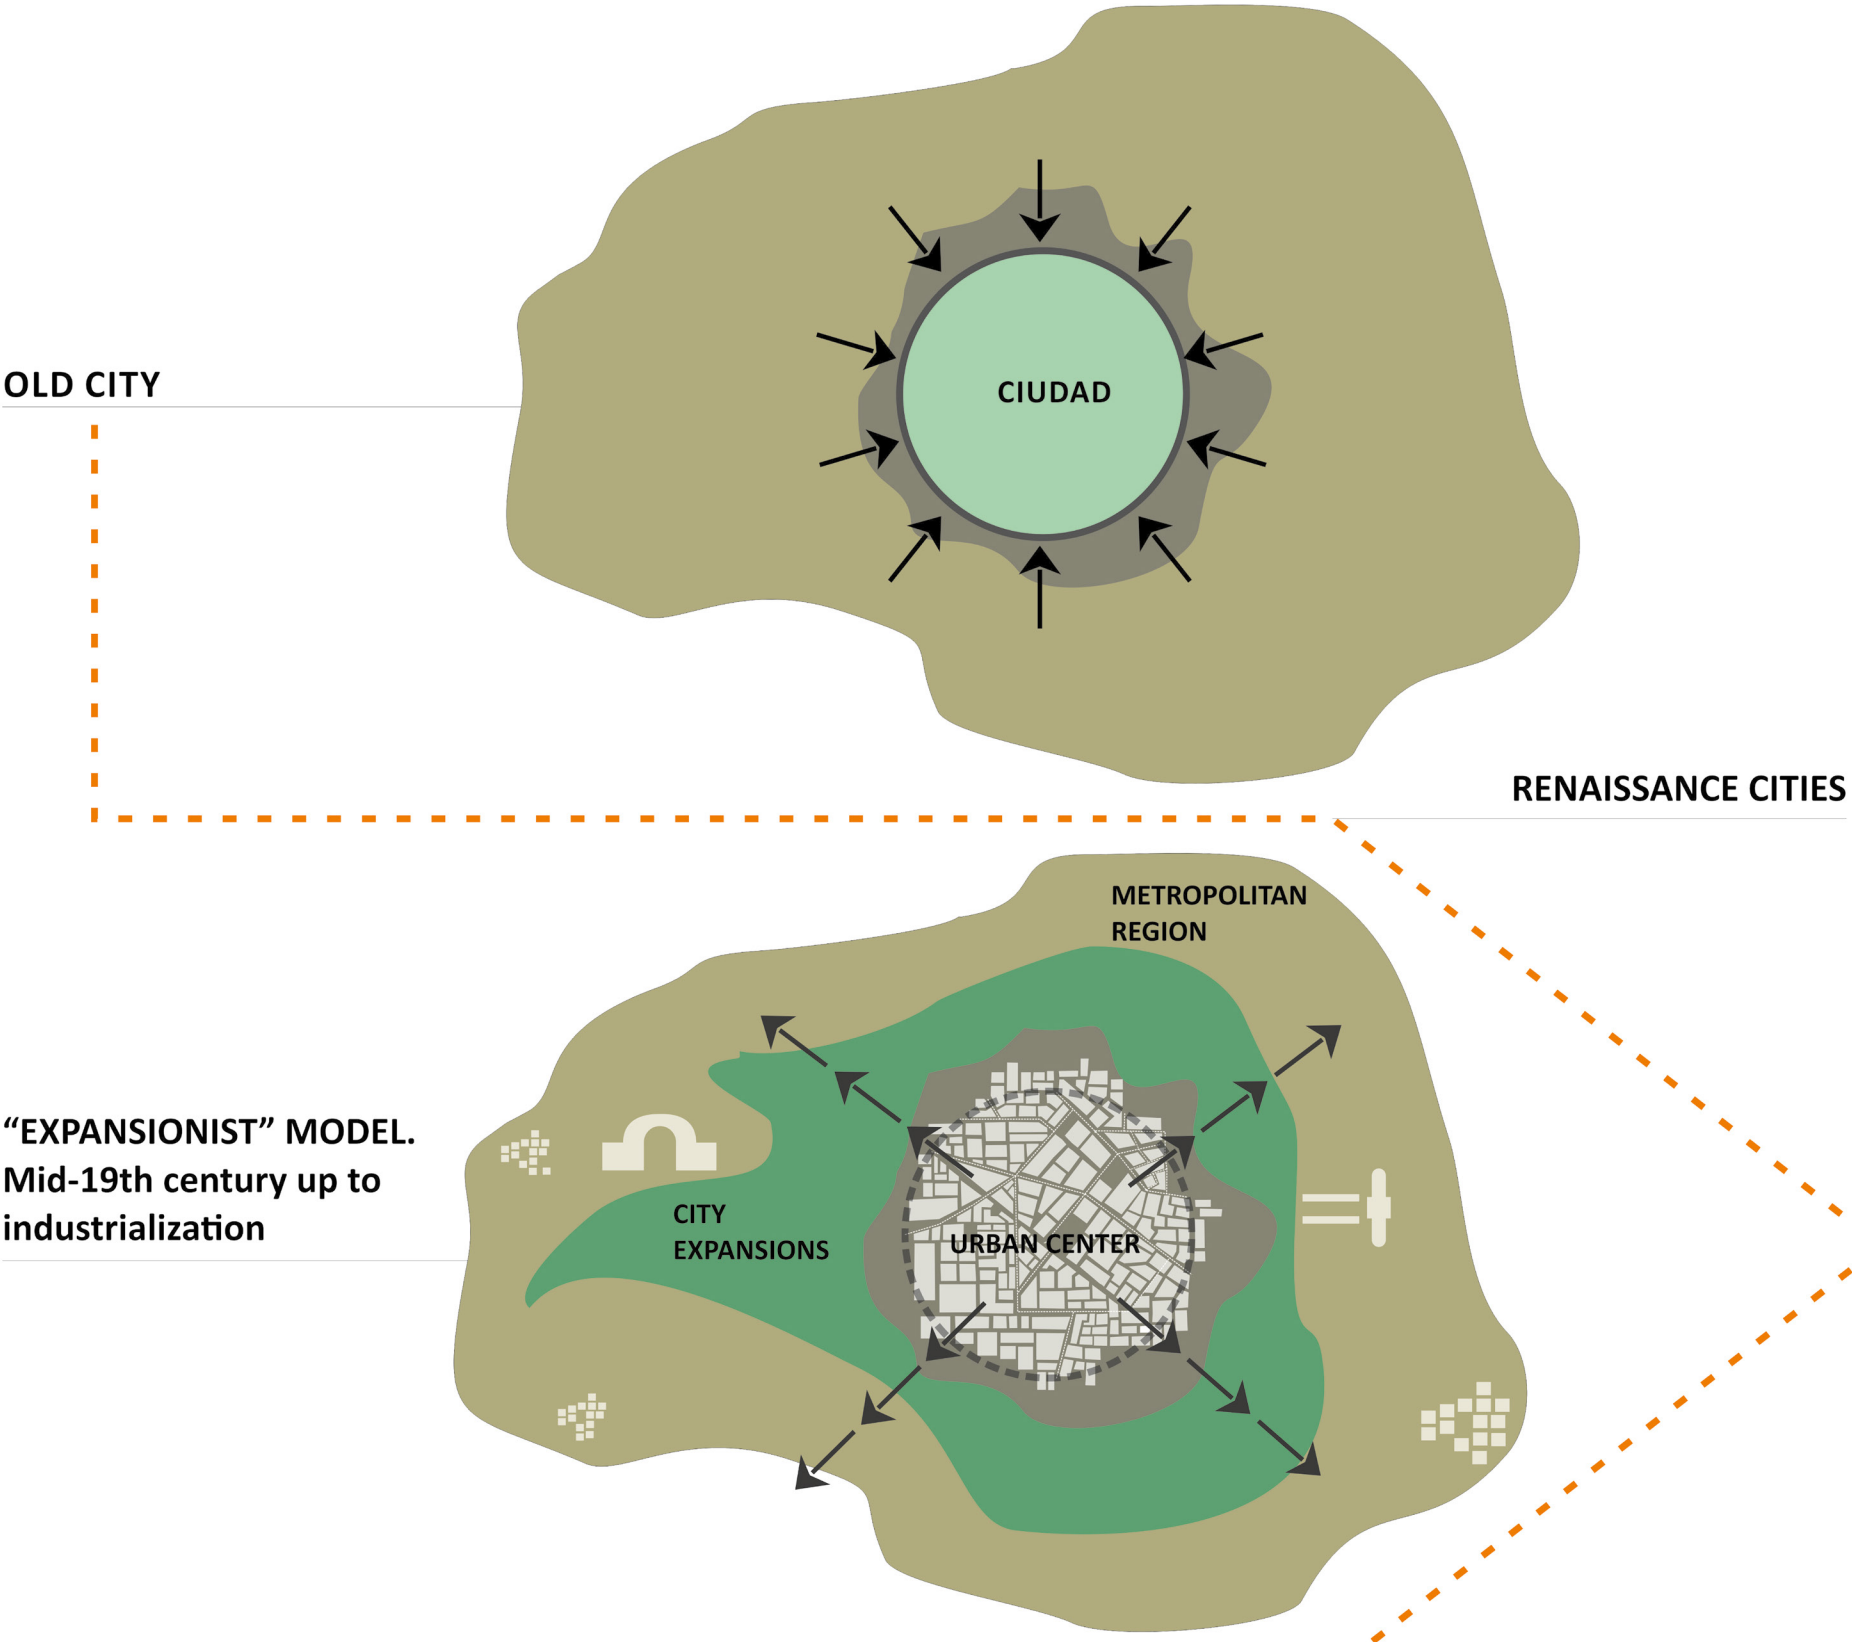 OLD CITY
CIUDAD
RENAISSANCE CITIES
METROPOLITAN
REGION
“EXPANSIONIST” MODEL.
Mid-19th century up to
industrialization
CITY
EXPANSIONS
URBAN CENTER